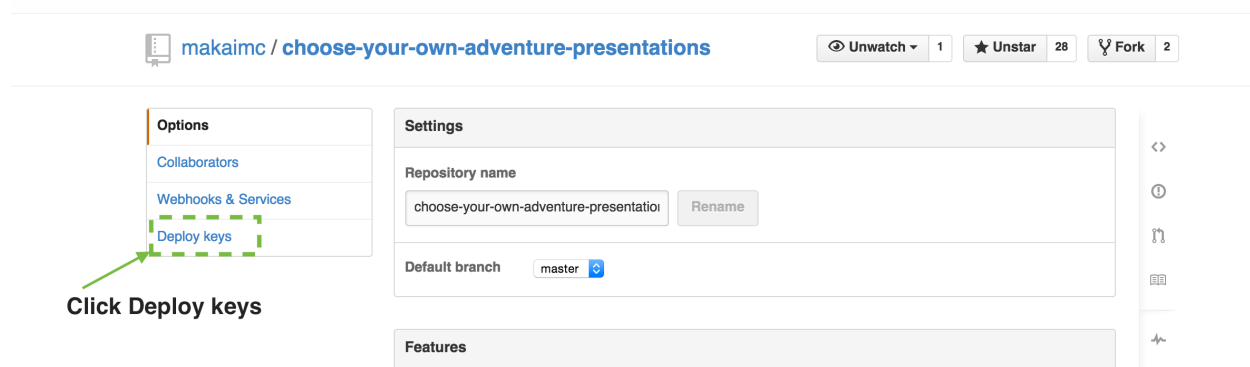 makaimc / choose-your-own-adventure-presentations
Unwatch 1 Unstar 28 Fork 2
Options
Collaborators
Webhooks & Services
Deploy keys
Click Deploy keys
Settings
Repository name
choose-your-own-adventure-presentation
Rename
Default branch
master
Features